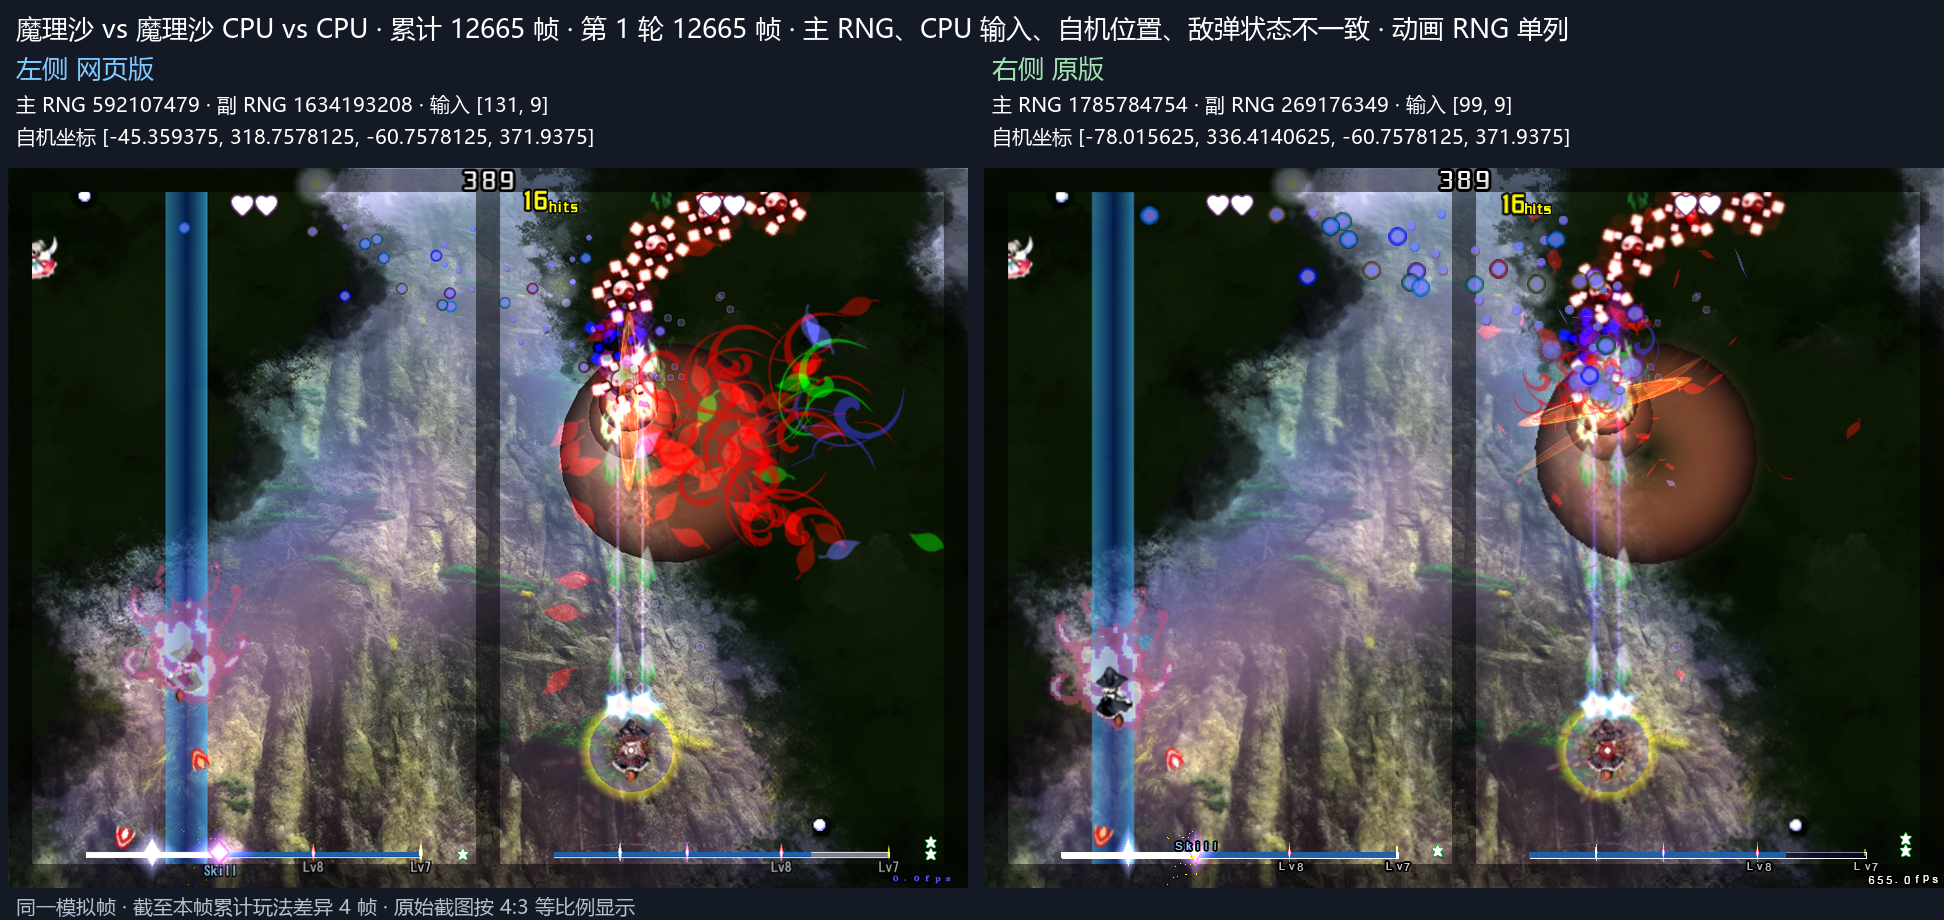 魔理沙 vs 魔理沙 CPU vs CPU · 累计 12665 帧 · 第 1 轮 12665 帧 · 主 RNG、CPU 输入、自机位置、敌弹状态不一致 · 动画 RNG 单列
左侧 网页版
主 RNG 592107479 · 副 RNG 1634193208 · 输入 [131, 9]
自机坐标 [-45.359375, 318.7578125, -60.7578125, 371.9375]
右侧 原版
主 RNG 1785784754 · 副 RNG 269176349 · 输入 [99, 9]
自机坐标 [-78.015625, 336.4140625, -60.7578125, 371.9375]
389
16hits
Skill
Lv8
Lv7
Lv8
Lv7
0.0fps
389
16hits
Skill
Lv8
Lv7
Lv8
Lv7
655.0fps
同一模拟帧 · 截至本帧累计玩法差异 4 帧 · 原始截图按 4:3 等比例显示